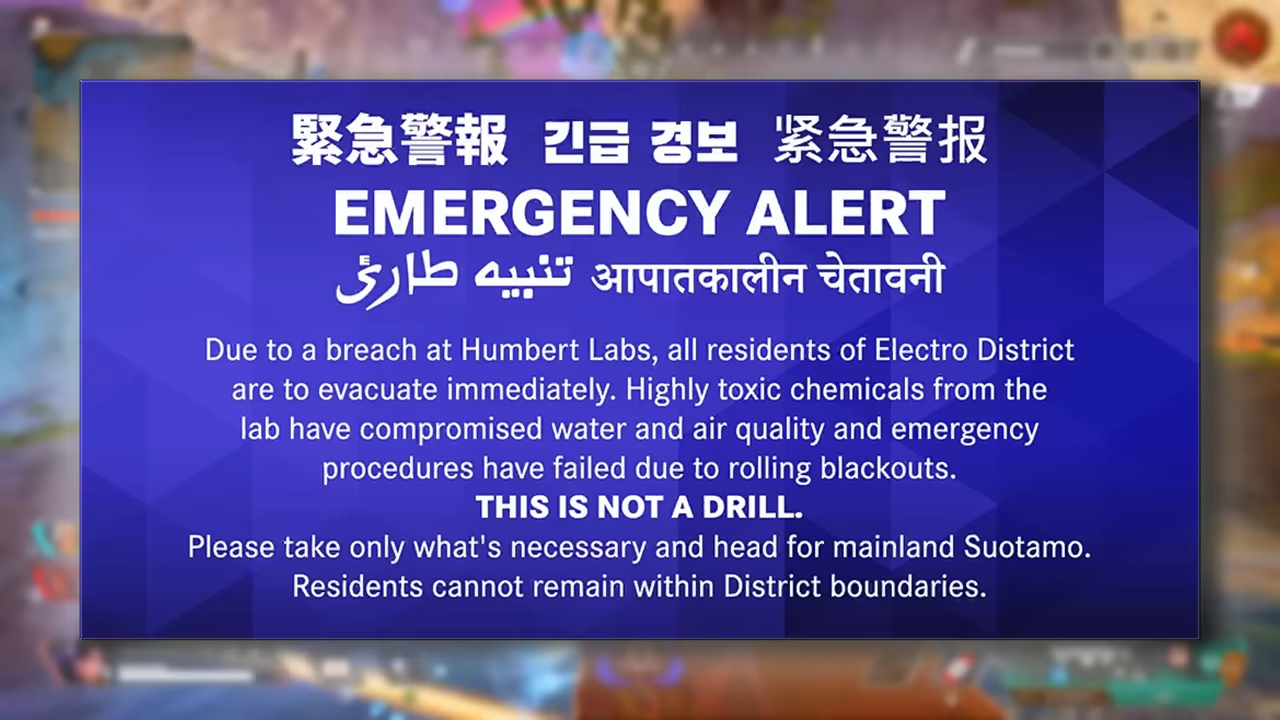 緊急警報 긴급 경보 紧急警报
EMERGENCY ALERT
تنبيه طارئ आपातकालीन चेतावनी
Due to a breach at Humbert Labs, all residents of Electro District
are to evacuate immediately. Highly toxic chemicals from the
lab have compromised water and air quality and emergency
procedures have failed due to rolling blackouts.
THIS IS NOT A DRILL.
Please take only what's necessary and head for mainland Suotamo.
Residents cannot remain within District boundaries.